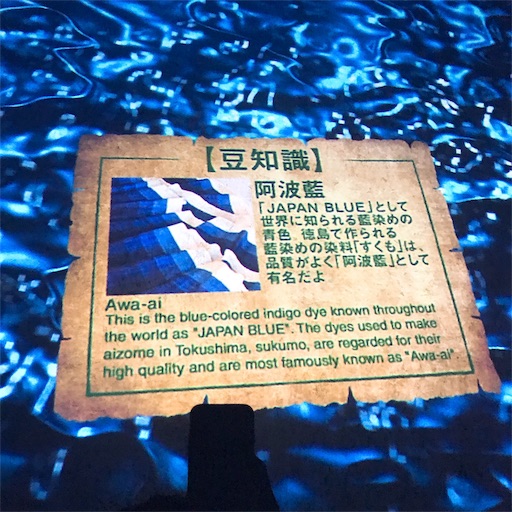 【豆知識】
阿波藍
「JAPAN BLUE」として
世界に知られる藍染めの
青色 徳島で作られる
藍染めの染料「すくも」は、
品質がよく「阿波藍」として
有名だよ
Awa-ai
This is the blue-colored indigo dye known throughout
the world as "JAPAN BLUE". The dyes used to make
aizome in Tokushima, sukumo, are regarded for their
high quality and are most famously known as "Awa-ai"